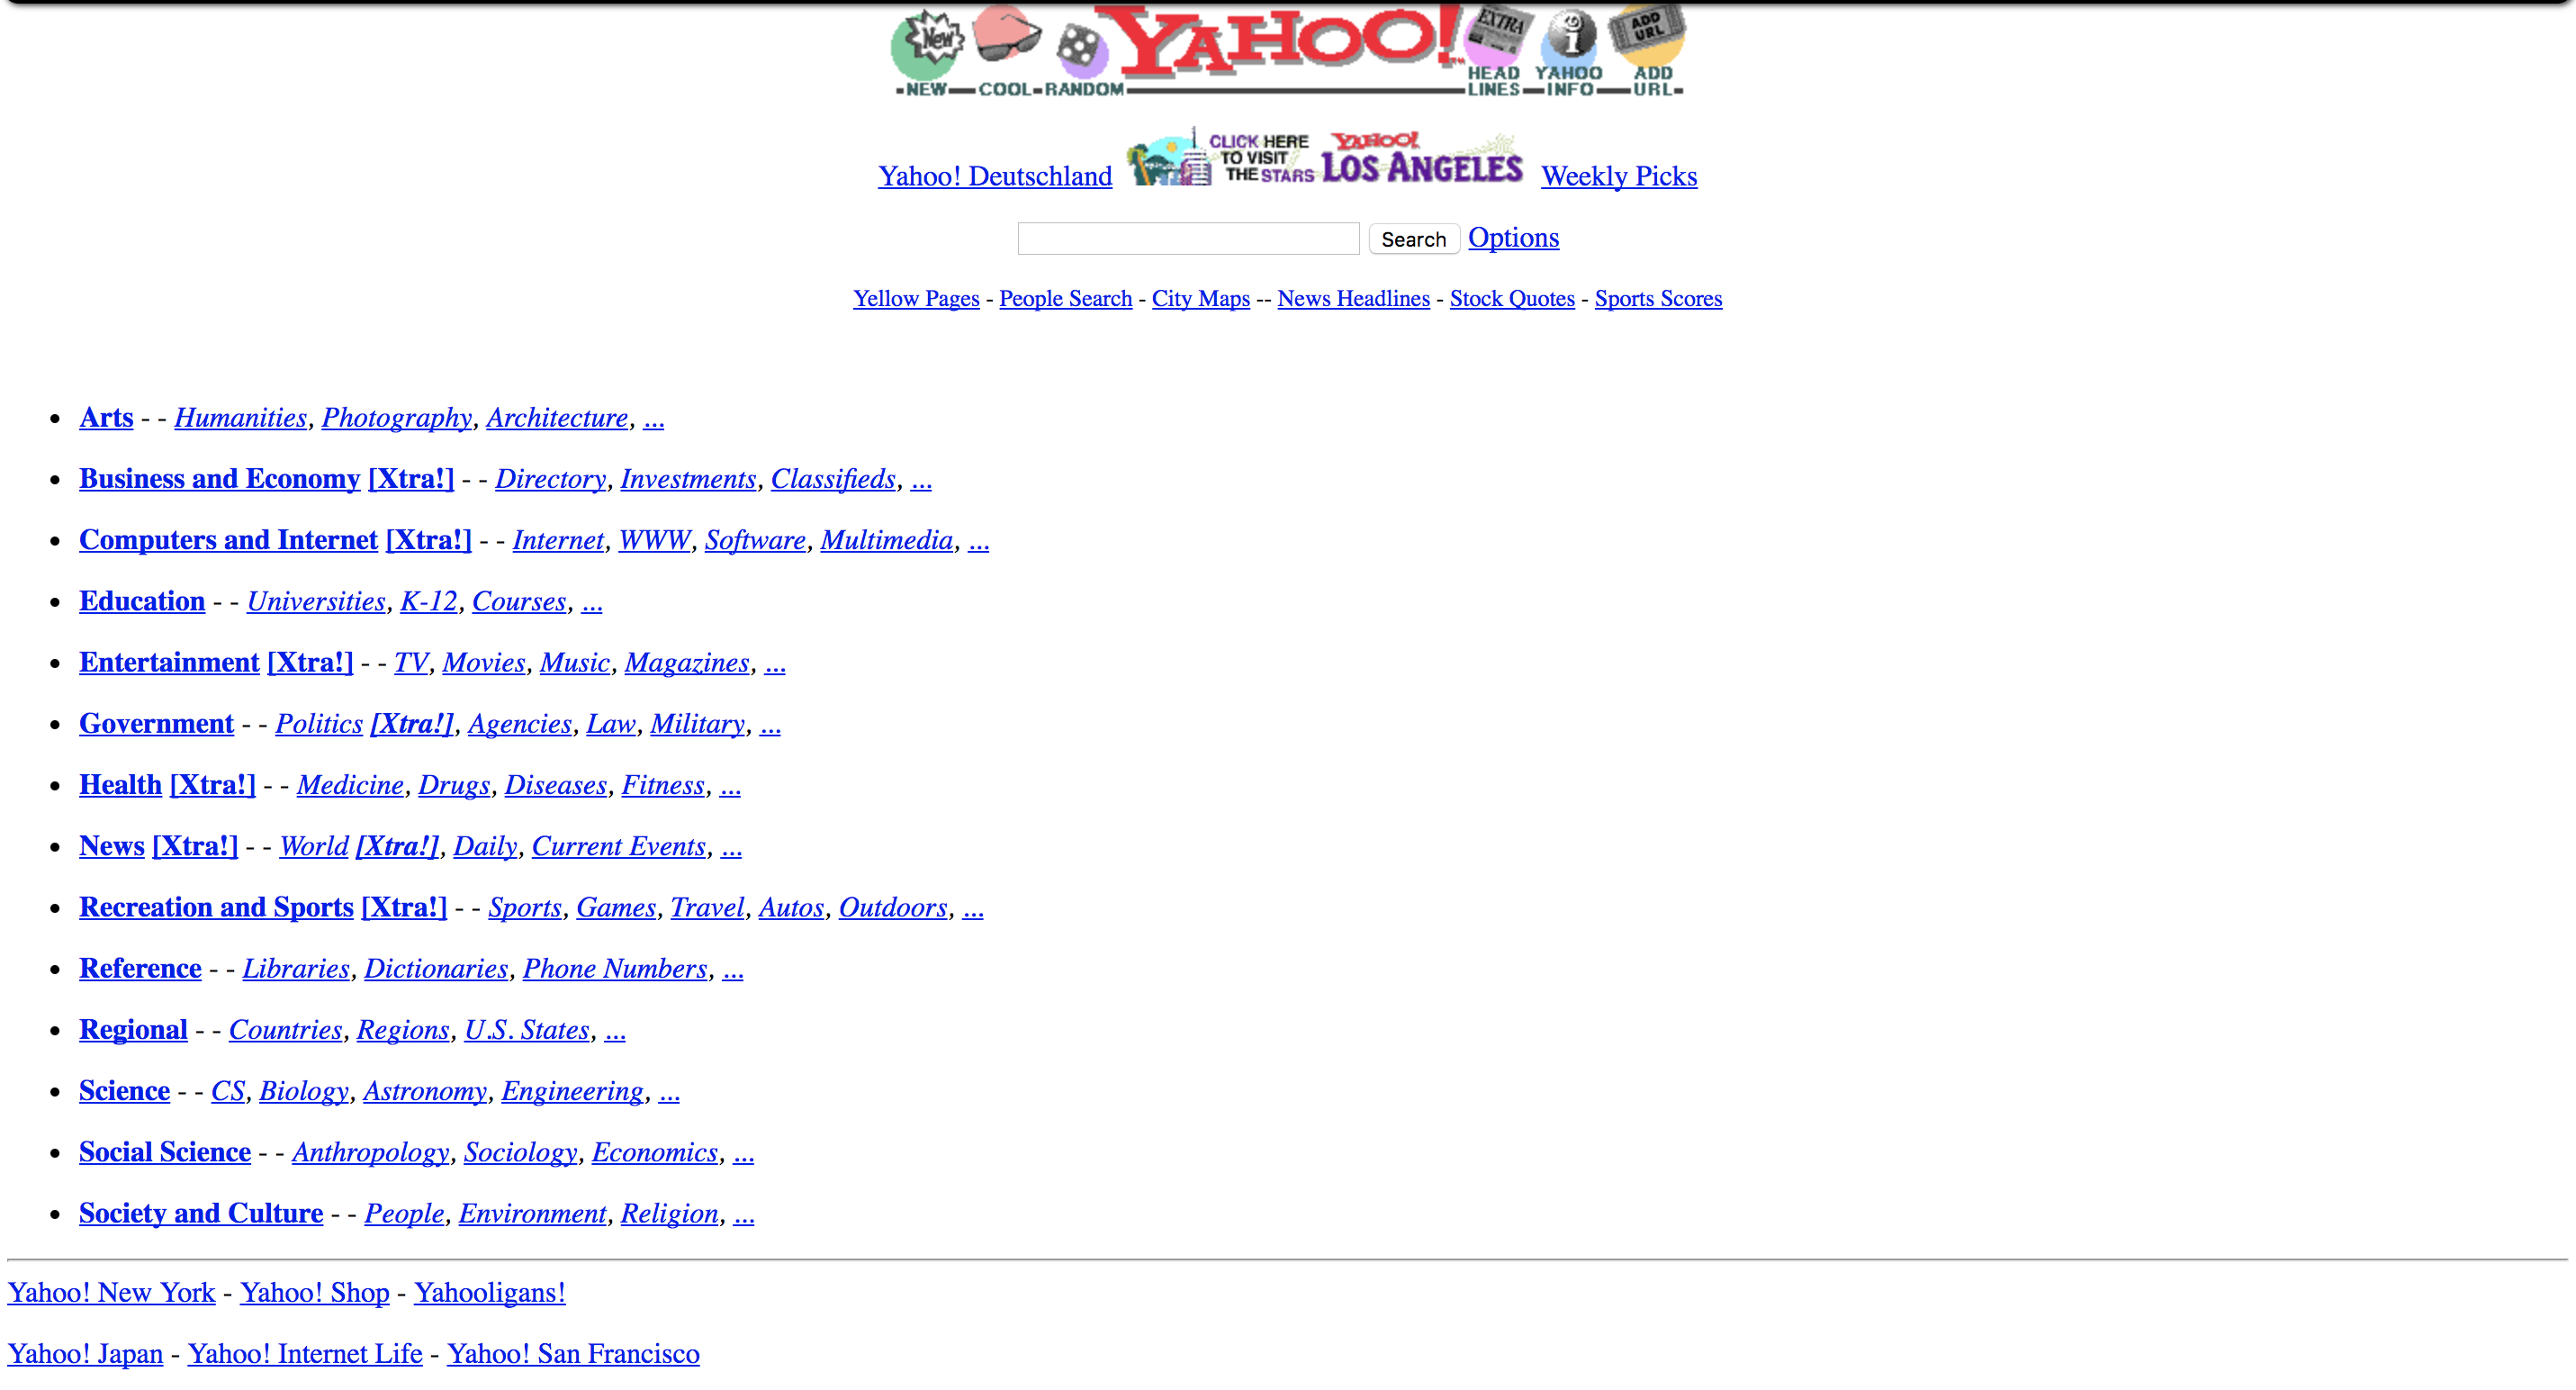 New YAHOO! EXTRA i ADD URL
HEAD YAHOO ADD
NEW COOL RANDOM LINES INFO URL
CLICK HERE YAHOO!
TO VISIT LOS ANGELES
Yahoo! Deutschland THE STARS Weekly Picks
Search Options
Yellow Pages - People Search - City Maps -- News Headlines - Stock Quotes - Sports Scores
• Arts - - Humanities, Photography, Architecture, ...
• Business and Economy [Xtra!] - - Directory, Investments, Classifieds, ...
• Computers and Internet [Xtra!] - - Internet, WWW, Software, Multimedia, ...
• Education - - Universities, K-12, Courses, ...
• Entertainment [Xtra!] - - TV, Movies, Music, Magazines, ...
• Government - - Politics [Xtra!], Agencies, Law, Military, ...
• Health [Xtra!] - - Medicine, Drugs, Diseases, Fitness, ...
• News [Xtra!] - - World [Xtra!], Daily, Current Events, ...
• Recreation and Sports [Xtra!] - - Sports, Games, Travel, Autos, Outdoors, ...
• Reference - - Libraries, Dictionaries, Phone Numbers, ...
• Regional - - Countries, Regions, U.S. States, ...
• Science - - CS, Biology, Astronomy, Engineering, ...
• Social Science - - Anthropology, Sociology, Economics, ...
• Society and Culture - - People, Environment, Religion, ...
Yahoo! New York - Yahoo! Shop - Yahooligans!
Yahoo! Japan - Yahoo! Internet Life - Yahoo! San Francisco